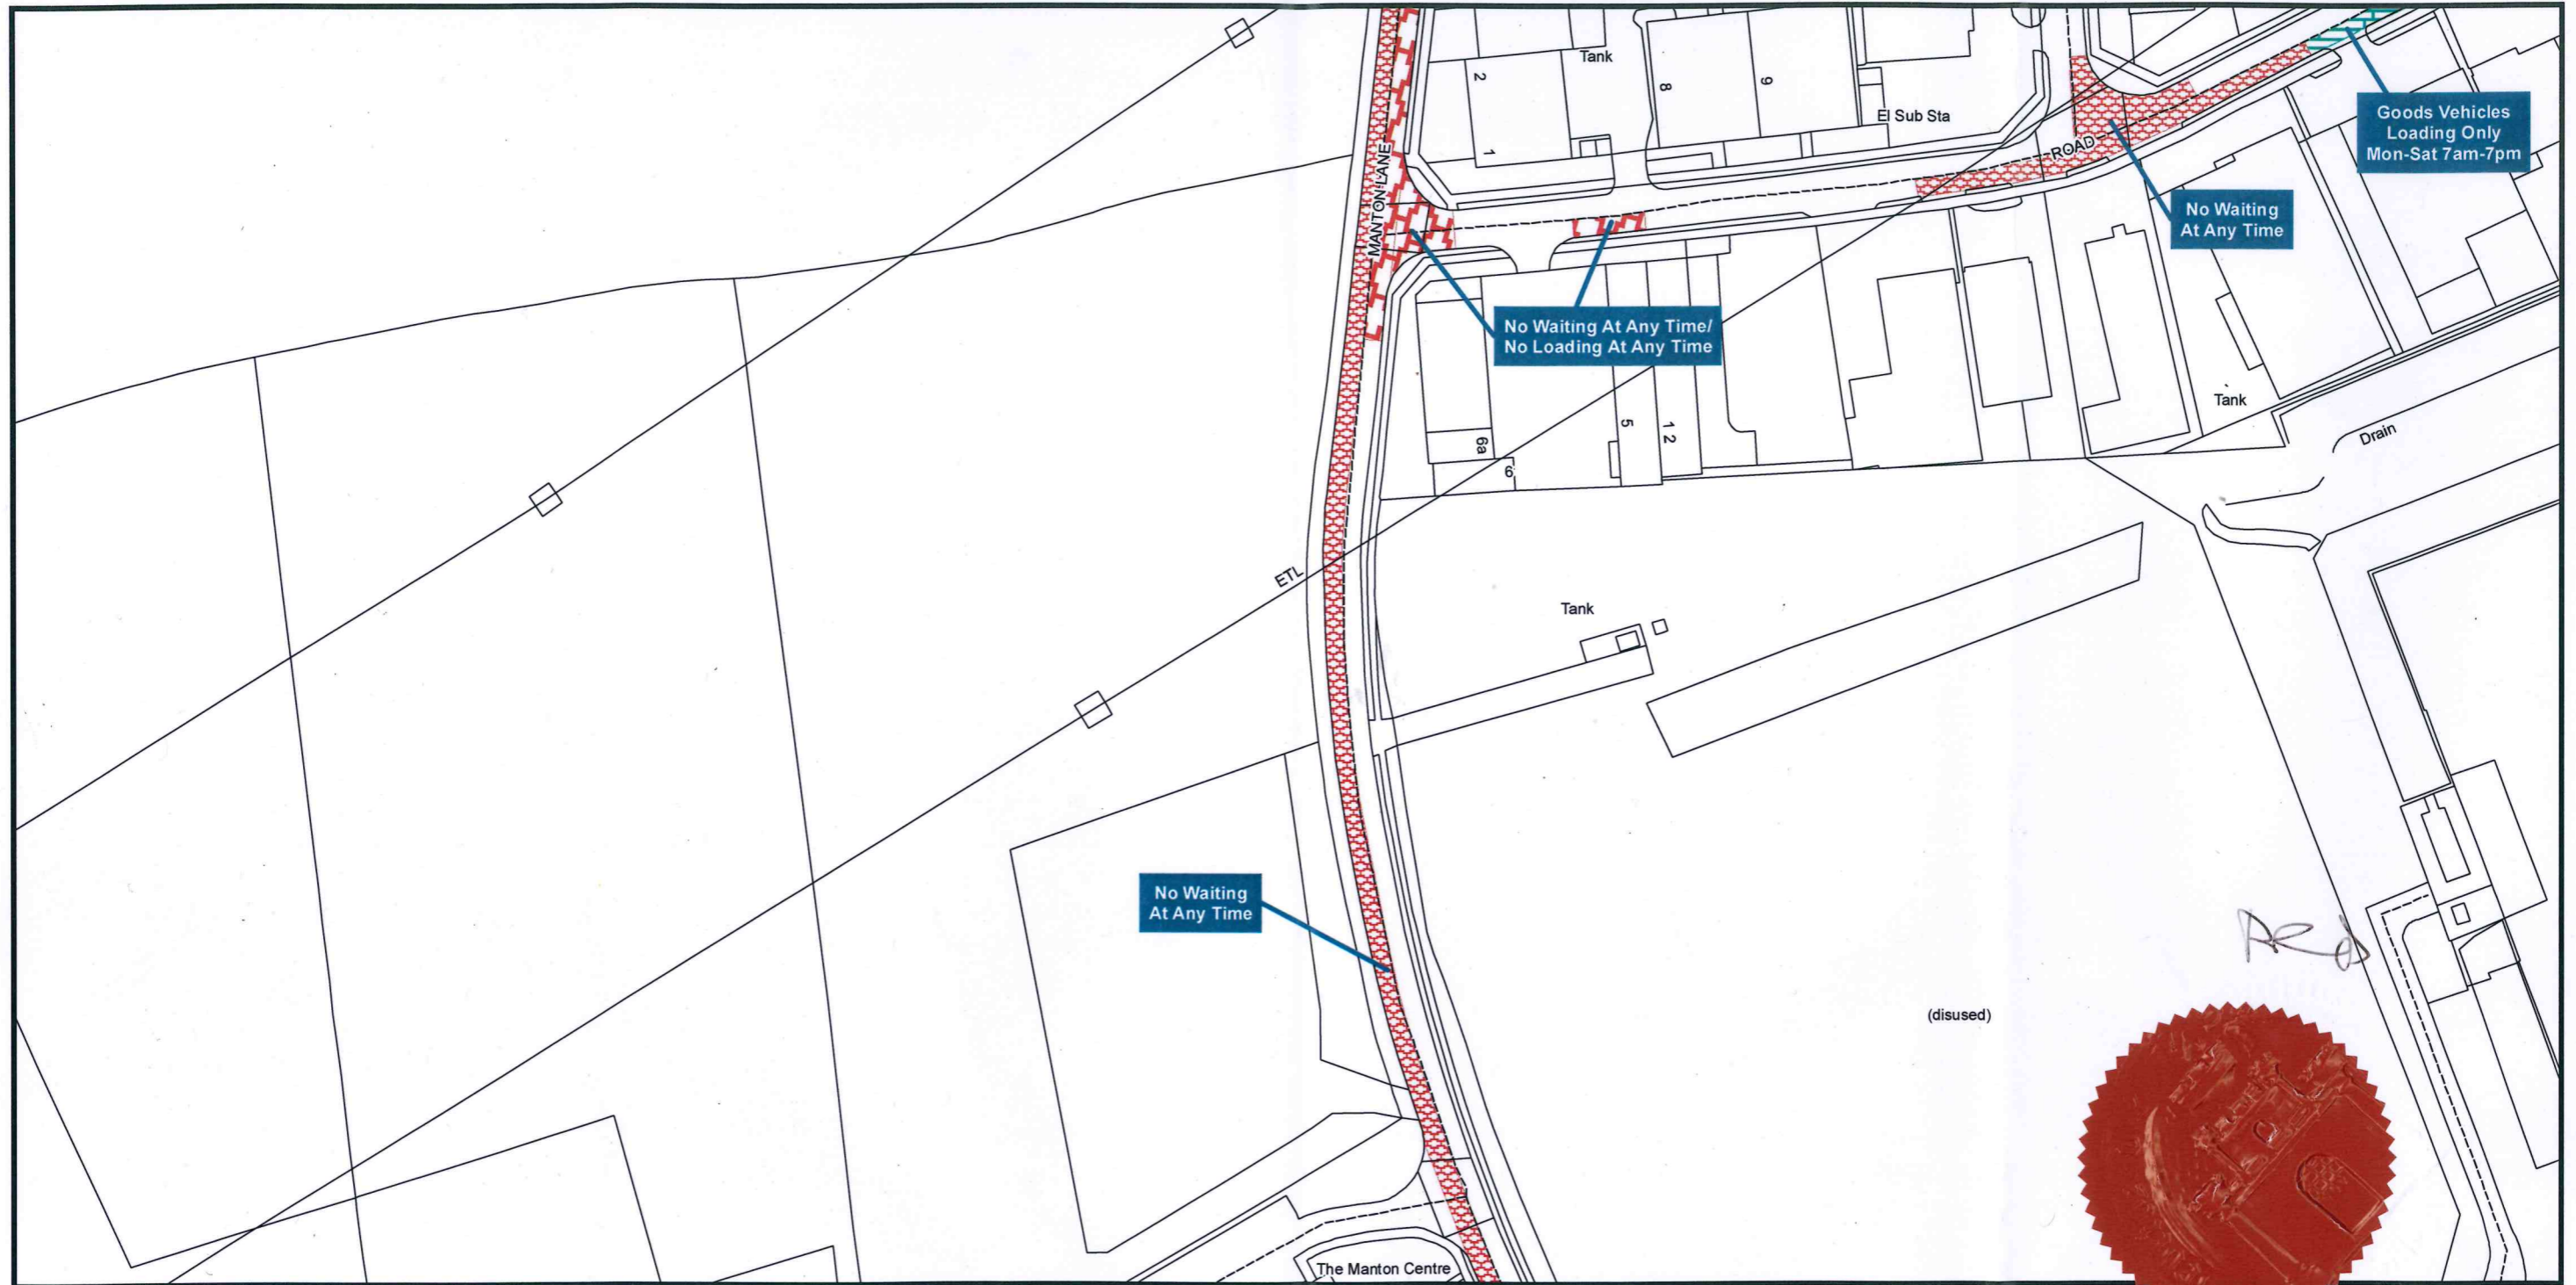 Tank
2
8
9
1
El Sub Sta
MANTON LANE
ROAD
Goods Vehicles
Loading Only
Mon-Sat 7am-7pm
No Waiting
At Any Time
No Waiting At Any Time/
No Loading At Any Time
5
1 2
6a
6
Tank
Drain
ETL
Tank
No Waiting
At Any Time
(disused)
The Manton Centre